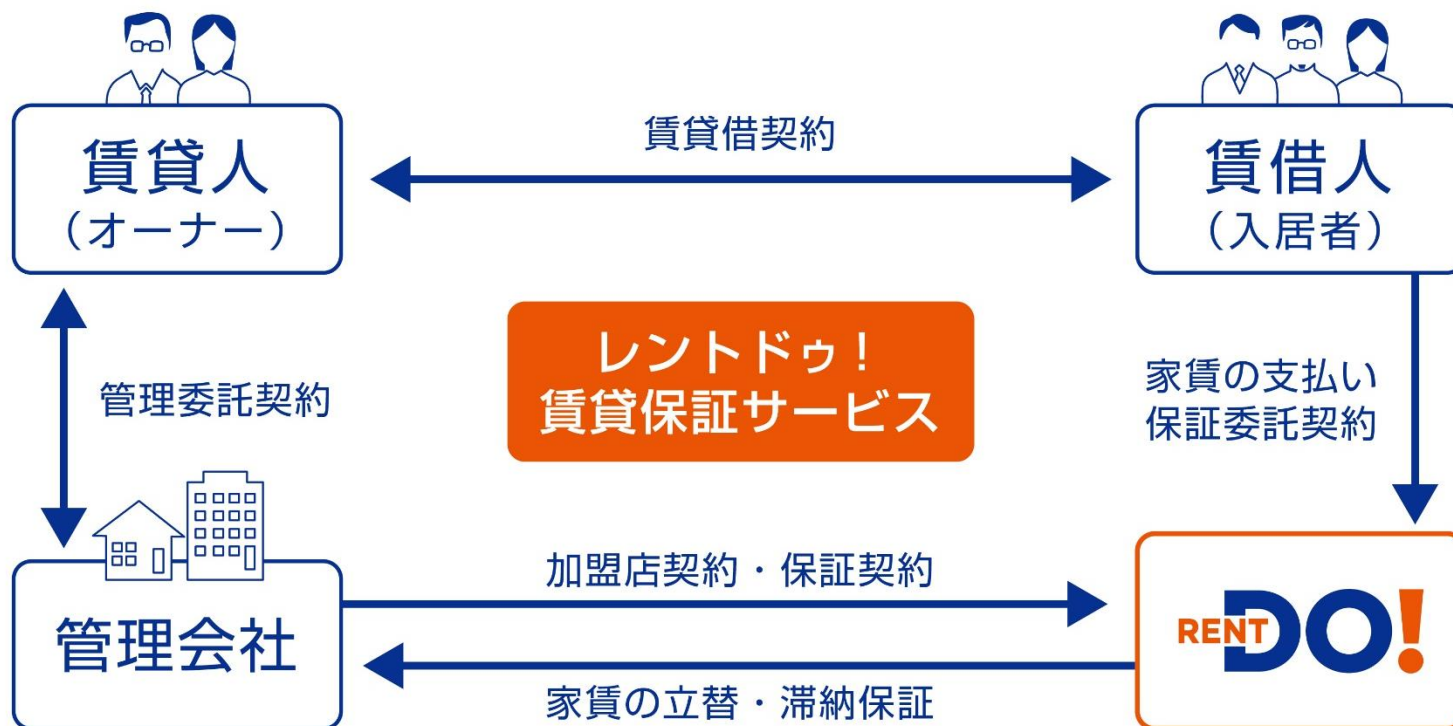 賃貸人
（オーナー）
賃貸借契約
賃借人
（入居者）
レントドゥ！
賃貸保証サービス
管理委託契約
家賃の支払い
保証委託契約
管理会社
加盟店契約・保証契約
家賃の立替・滞納保証
RENT DO!